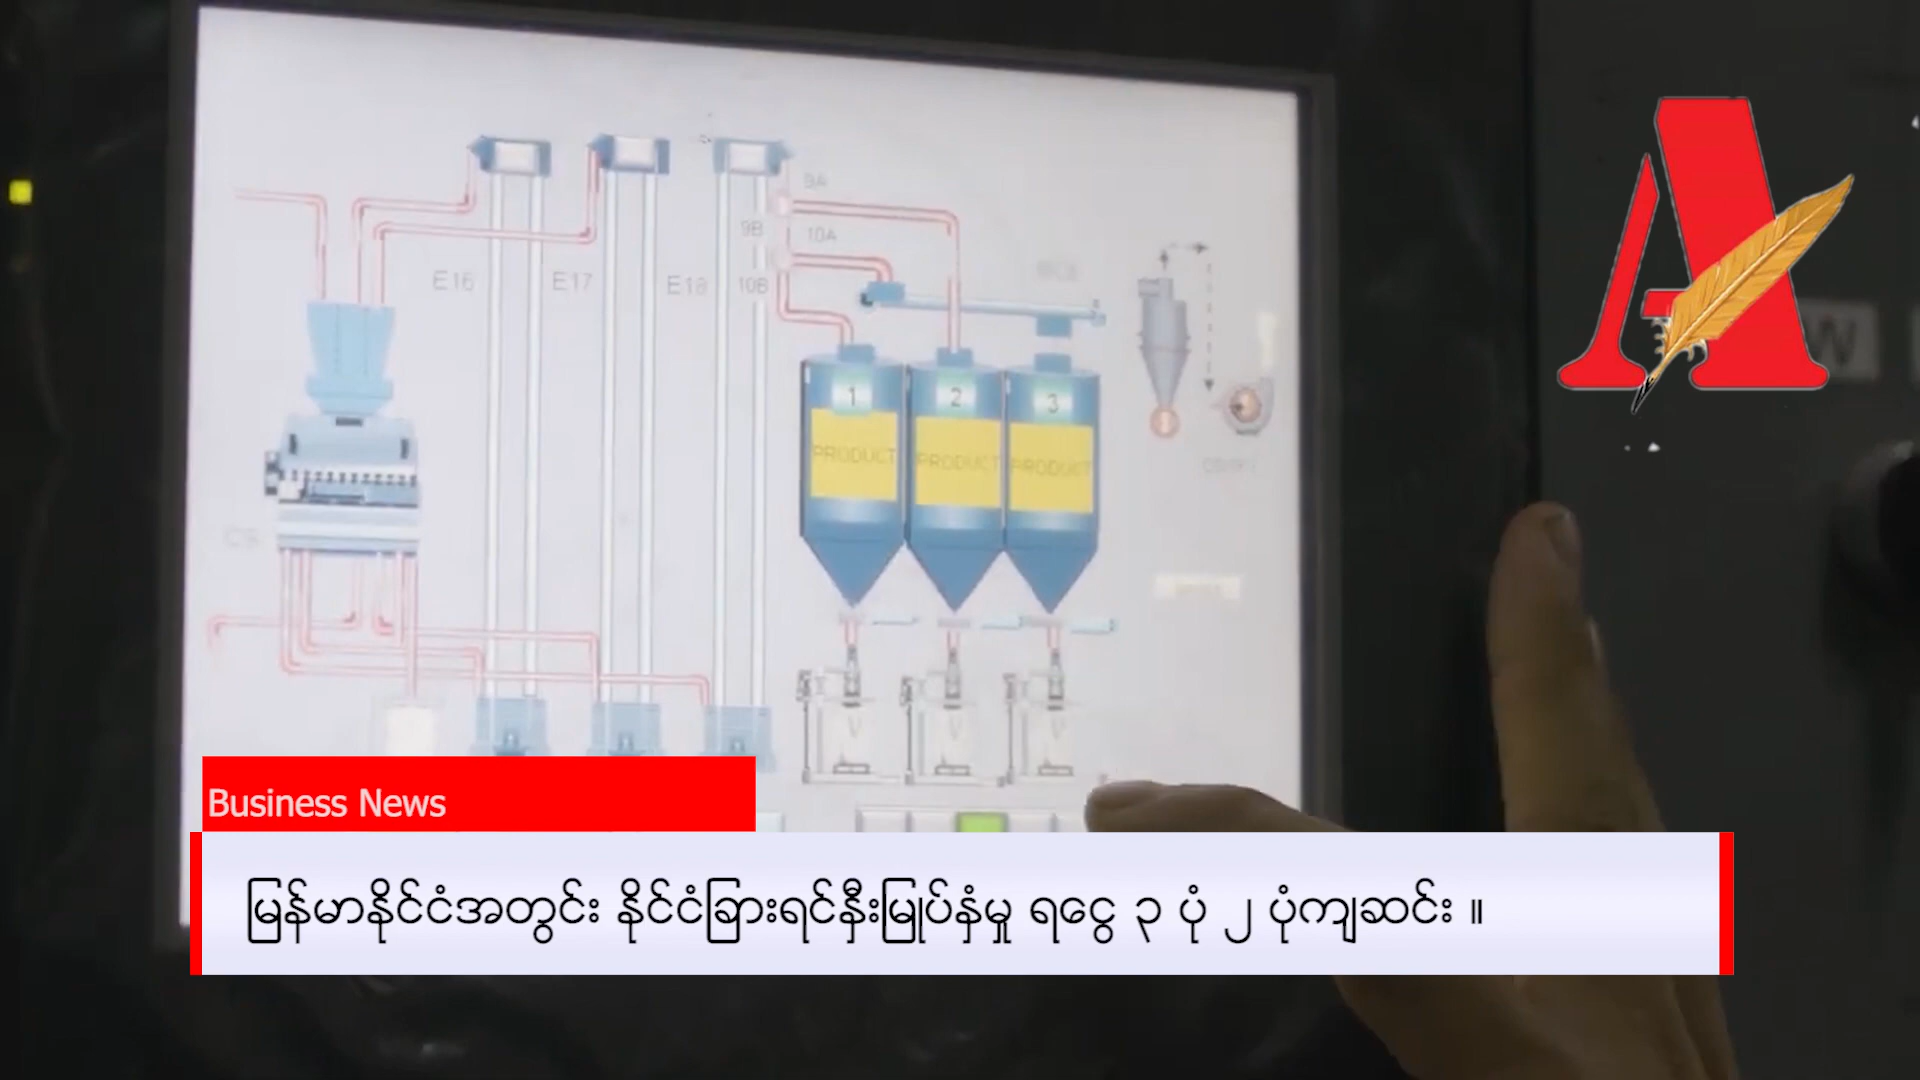 9A
9B
10A
E16
E17
E18
10B
1
2
3
PRODUCT
PRODUCT
PRODUCT
Business News
မြန်မာနိုင်ငံအတွင်း နိုင်ငံခြားရင်နှီးမြုပ်နှံမှု ရငွေ ၃ ပုံ ၂ ပုံကျဆင်း ။